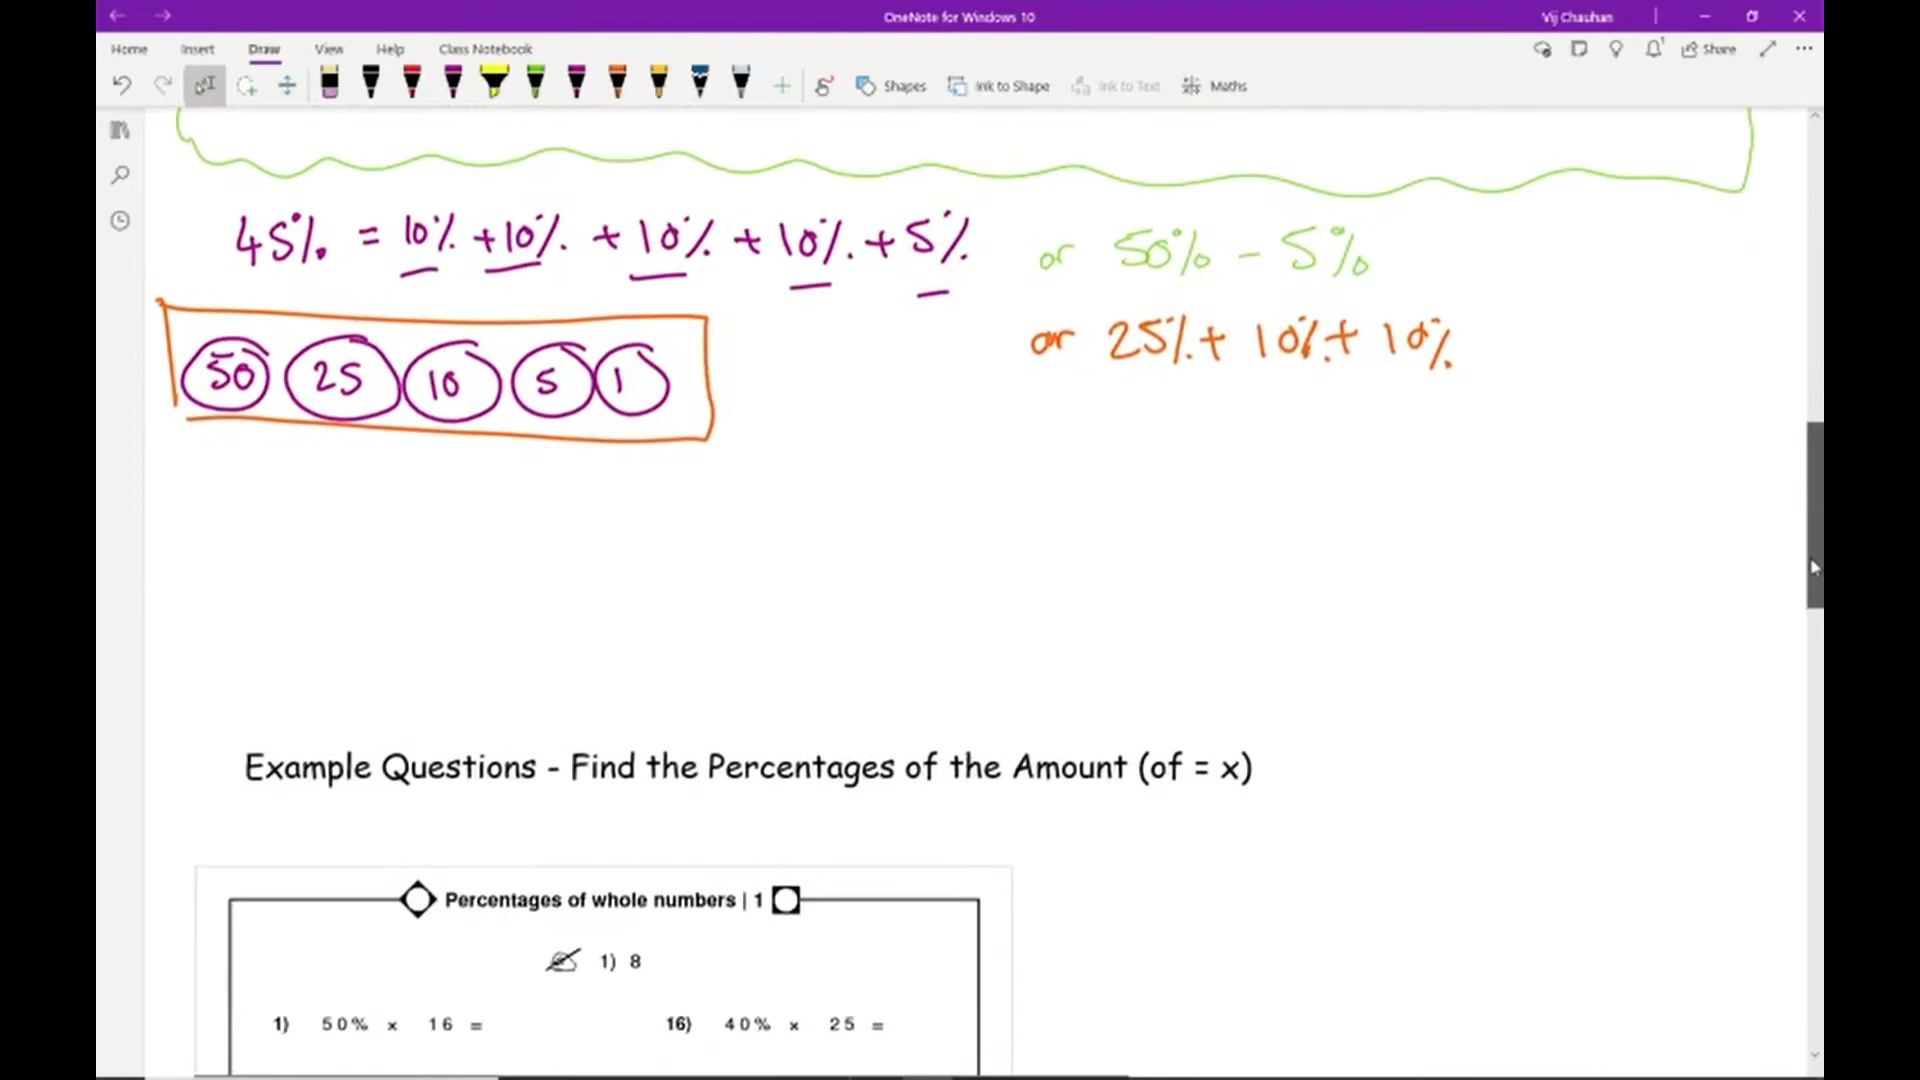 OneNote for Windows 10
Vij Chauhan
Home Insert Draw View Help Class Notebook
Share
Shapes Ink to Shape Ink to Text Maths
45% = 10% + 10% + 10% + 10% + 5% or 50% - 5%
or 25% + 10% + 10%
50 25 10 5 1
Example Questions - Find the Percentages of the Amount (of = x)
Percentages of whole numbers | 1
1) 8
1) 50% x 16 =
16) 40% x 25 =